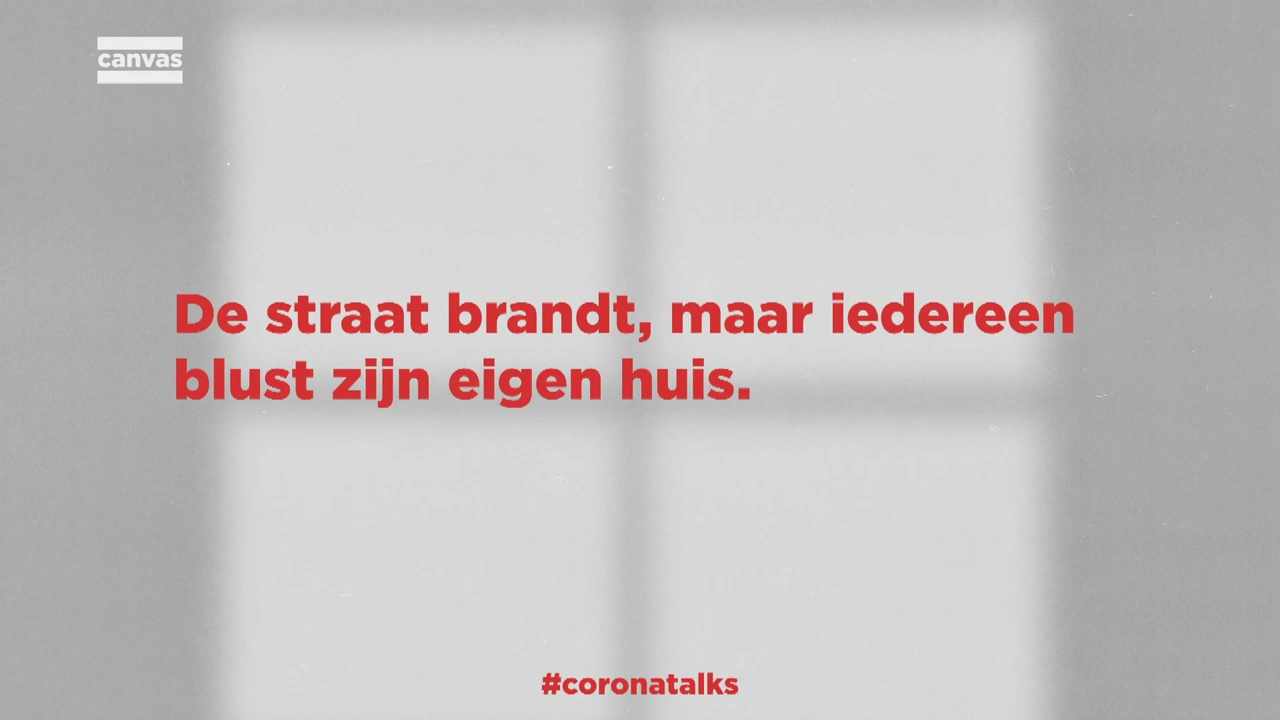 canvas
De straat brandt, maar iedereen
blust zijn eigen huis.
#coronatalks